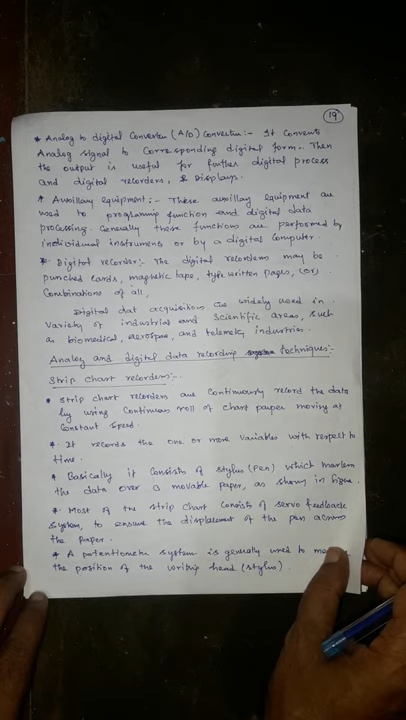 19
* Analog to digital Converter (A/D) Converter:- It Converts
Analog signal to Corresponding digital form. Then
the output is useful for further digital process
and digital recorders, & Displays.
* Auxillary Equipment:- These auxillary equipment are
used to programming function and digital data
processing. Generally these functions are performed by
individual instruments or by a digital Computer.
* Digital recorder:- The digital recorders may be
punched Cards, magnetic tape, type written pages, (or)
Combinations of all,
Digital dat acquisition are widely used in
Variety of industrial and Scientific areas, Such
as biomedical, aerospae, and telemetry industries.
Analog and digital data recording techniques:-
Strip Chart recorders:-
* Strip chart recorders are Continuously record the data
by using Continuous roll of Chart paper moving at
Constant Speed.
* It records the one or more variables with respect to
time.
* Basically it Consists of Stylus (Pen) which marks
the data over a movable paper, as shown in figure.
* Most of the strip Chart Consists of Servo feedback
System, to ensure the displacement of the pen across
the Paper.
* A potentiometric System is generally used to
the position of the writing head (Stylus).